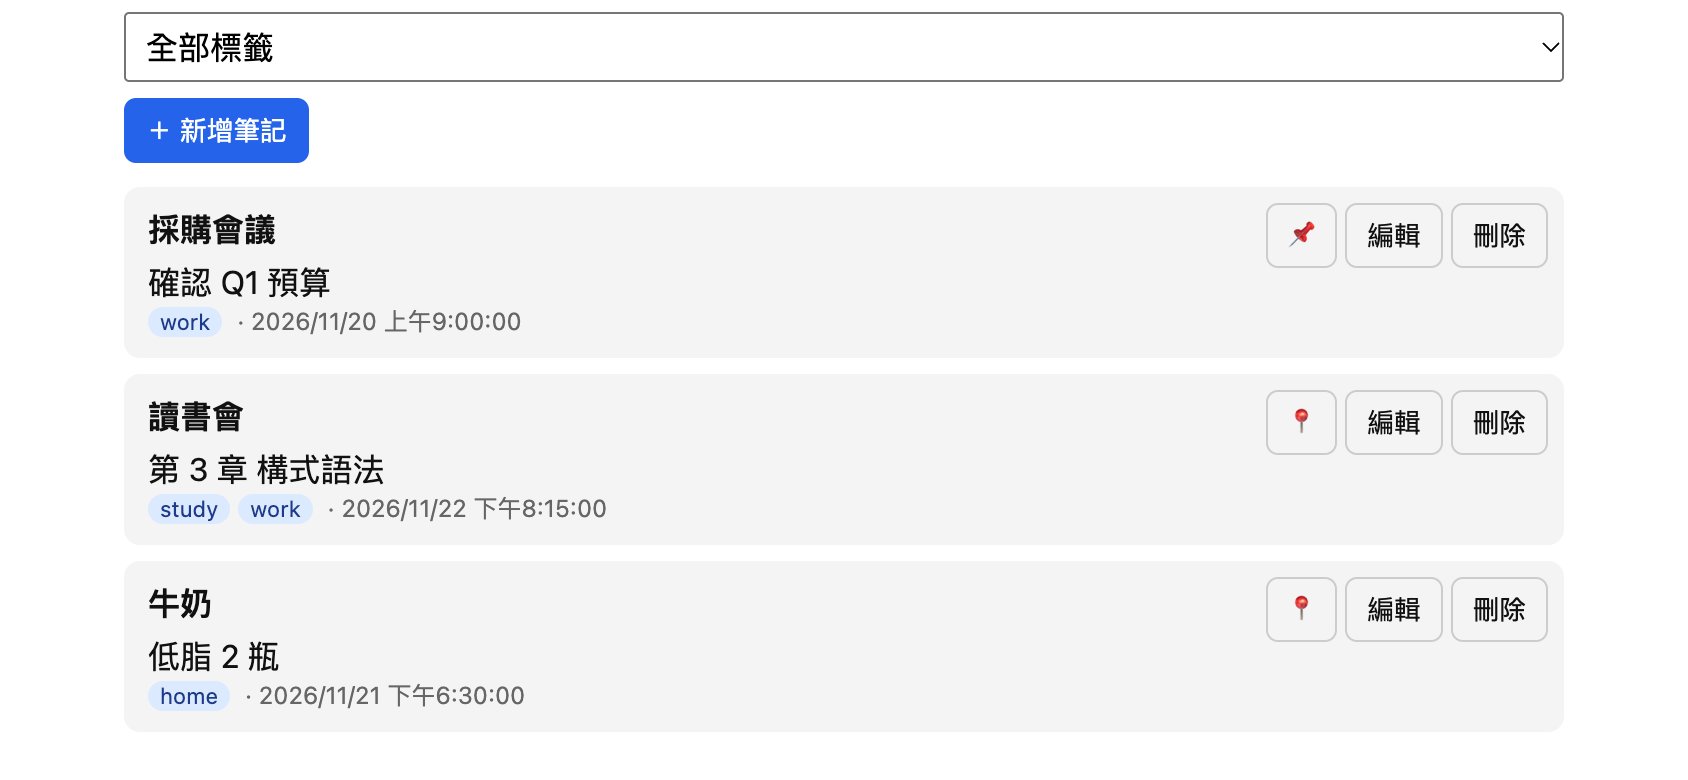 全部標籤
+ 新增筆記
採購會議
📌 編輯 刪除
確認 Q1 預算
work · 2026/11/20 上午9:00:00
讀書會
📍 編輯 刪除
第 3 章 構式語法
study work · 2026/11/22 下午8:15:00
牛奶
📍 編輯 刪除
低脂 2 瓶
home · 2026/11/21 下午6:30:00